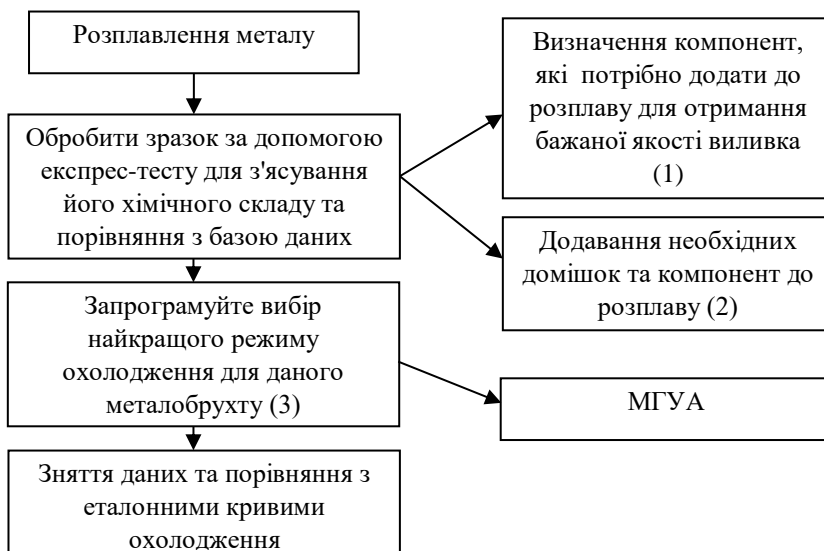 Розплавлення металу
Обробити зразок за допомогою
експрес-тесту для з'ясування
його хімічного складу та
порівняння з базою даних
Запрограмуйте вибір
найкращого режиму
охолодження для даного
металобрухту (3)
Зняття даних та порівняння з
еталонними кривими
охолодження
Визначення компонент,
які потрібно додати до
розплаву для отримання
бажаної якості виливка
(1)
Додавання необхідних
домішок та компонент до
розплаву (2)
МГУА